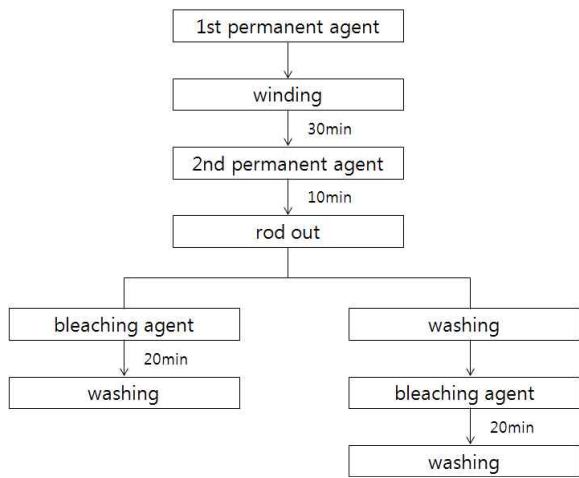 1st permanent agent
winding
30min
2nd permanent agent
10min
rod out
bleaching agent
20min
washing
washing
bleaching agent
20min
washing